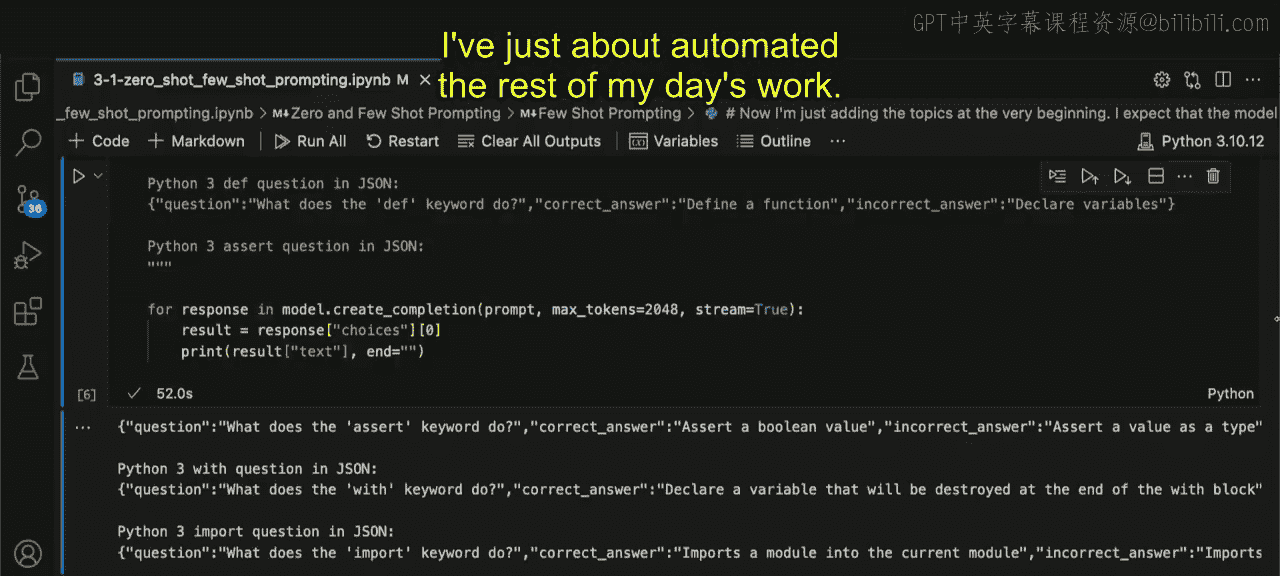 GPT中英字幕课程资源@bilibili.com
I've just about automated
the rest of my day's work.
3-1-zero_shot_few_shot_prompting.ipynb M
_few_shot_prompting.ipynb > M↓Zero and Few Shot Prompting > M↓Few Shot Prompting > # Now I'm just adding the topics at the very beginning. I expect that the model
+ Code + Markdown Run All Restart Clear All Outputs Variables Outline ... Python 3.10.12
Python 3 def question in JSON:
{"question":"What does the 'def' keyword do?","correct_answer":"Define a function","incorrect_answer":"Declare variables"}
36
Python 3 assert question in JSON:
"""
for response in model.create_completion(prompt, max_tokens=2048, stream=True):
result = response["choices"][0]
print(result["text"], end="")
[6] 52.0s Python
{"question":"What does the 'assert' keyword do?","correct_answer":"Assert a boolean value","incorrect_answer":"Assert a value as a type"
Python 3 with question in JSON:
{"question":"What does the 'with' keyword do?","correct_answer":"Declare a variable that will be destroyed at the end of the with block"
Python 3 import question in JSON:
{"question":"What does the 'import' keyword do?","correct_answer":"Imports a module into the current module","incorrect_answer":"Imports